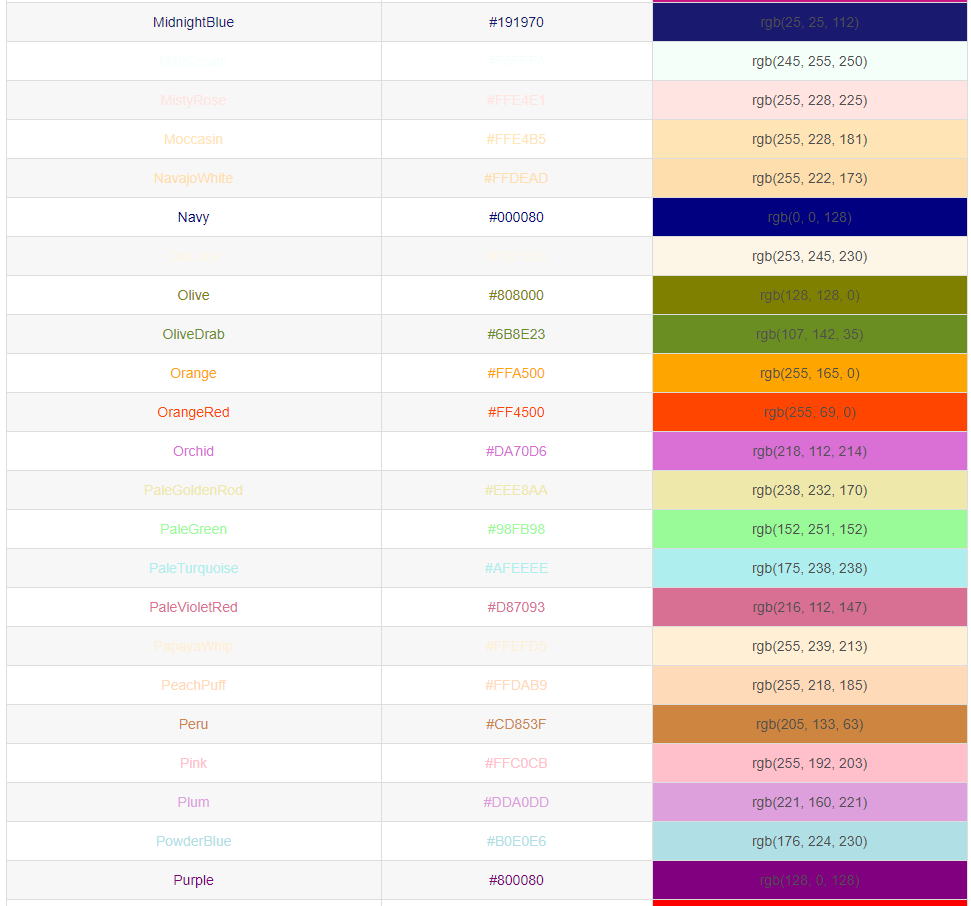 MidnightBlue #191970 rgb(25, 25, 112)
MintCream #F5FFFA rgb(245, 255, 250)
MistyRose #FFE4E1 rgb(255, 228, 225)
Moccasin #FFE4B5 rgb(255, 228, 181)
NavajoWhite #FFDEAD rgb(255, 222, 173)
Navy #000080 rgb(0, 0, 128)
rgb(253, 245, 230)
Olive #808000 rgb(128, 128, 0)
OliveDrab #6B8E23 rgb(107, 142, 35)
Orange #FFA500 rgb(255, 165, 0)
OrangeRed #FF4500 rgb(255, 69, 0)
Orchid #DA70D6 rgb(218, 112, 214)
PaleGoldenRod #EEE8AA rgb(238, 232, 170)
PaleGreen #98FB98 rgb(152, 251, 152)
PaleTurquoise #AFEEEE rgb(175, 238, 238)
PaleVioletRed #D87093 rgb(216, 112, 147)
PapayaWhip #FFEFD5 rgb(255, 239, 213)
PeachPuff #FFDAB9 rgb(255, 218, 185)
Peru #CD853F rgb(205, 133, 63)
Pink #FFC0CB rgb(255, 192, 203)
Plum #DDA0DD rgb(221, 160, 221)
PowderBlue #B0E0E6 rgb(176, 224, 230)
Purple #800080 rgb(128, 0, 128)